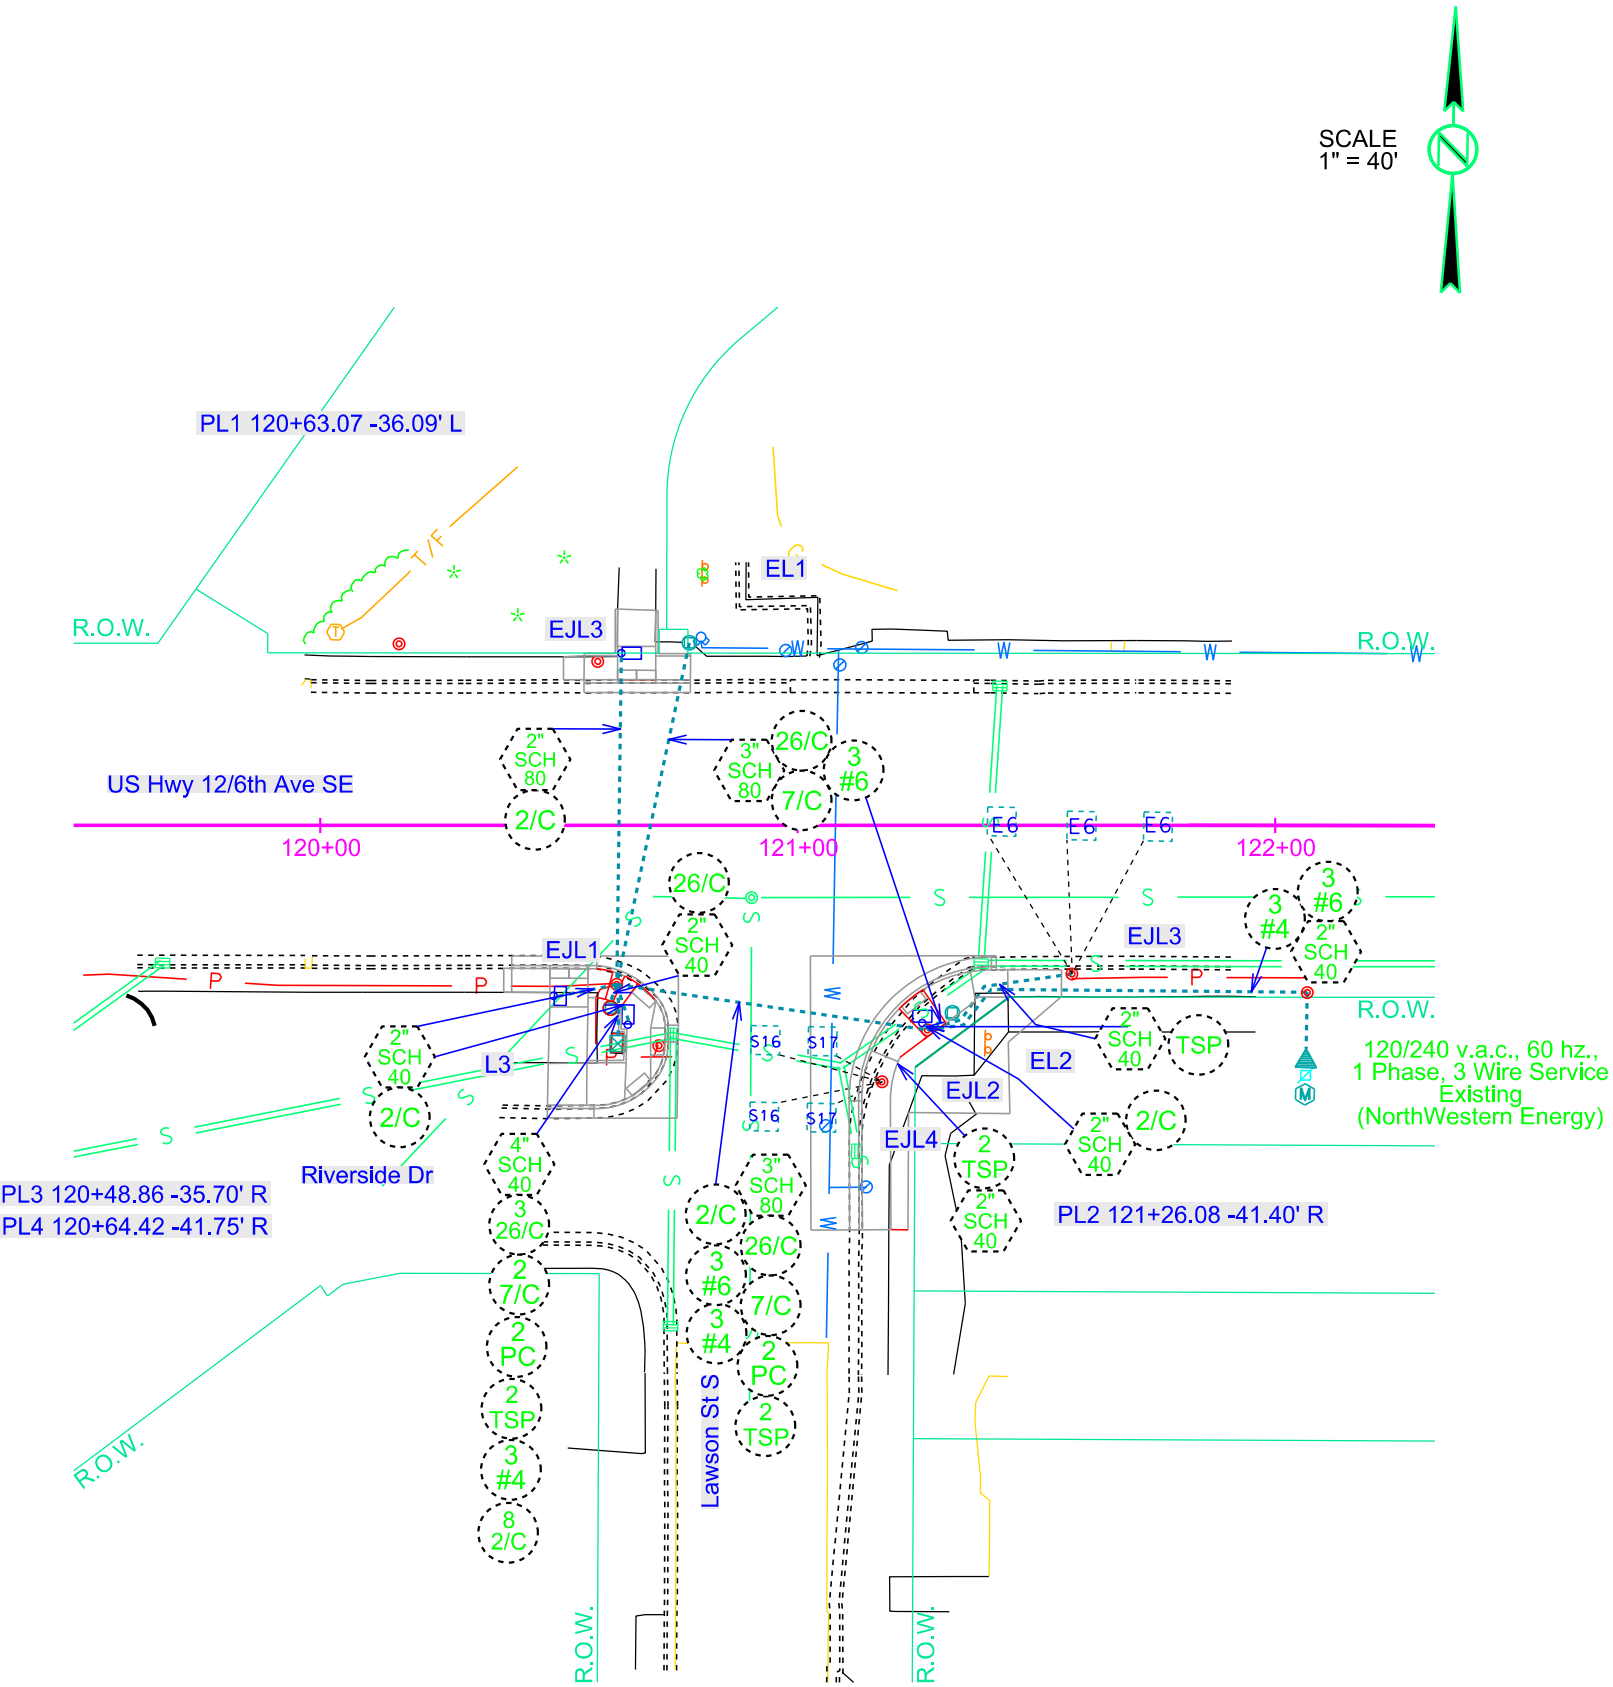 SCALE
1" = 40'
N
PL1 120+63.07 -36.09' L
T/F
G
EL1
T
R.O.W.
EJL3
W
W
W
W
R.O.W.
2"
SCH
80
2/C
3"
SCH
80
26/C
7/C
3
#6
US Hwy 12/6th Ave SE
E6
E6
E6
120+00
121+00
122+00
26/C
2"
SCH
40
S
S
S
S
S
3
#4
3
#6
2"
SCH
40
EJL1
EJL3
S
P
P
P
W
R.O.W.
2"
SCH
40
2/C
L3
S
P
S16
S17
S
2"
SCH
40
TSP
EL2
120/240 v.a.c., 60 hz.,
1 Phase, 3 Wire Service
Existing
(NorthWestern Energy)
M
EJL2
S
S
S
S16
S17
S
S
EJL4
2"
SCH
40
2/C
2
TSP
2"
SCH
40
Riverside Dr
PL3 120+48.86 -35.70' R
PL4 120+64.42 -41.75' R
PL2 121+26.08 -41.40' R
S
W
4"
SCH
40
3
26/C
2
7/C
2
PC
2
TSP
3
#4
8
2/C
2/C
3
#6
3
#4
3"
SCH
80
26/C
7/C
2
PC
2
TSP
Lawson St S
R.O.W.
R.O.W.
R.O.W.